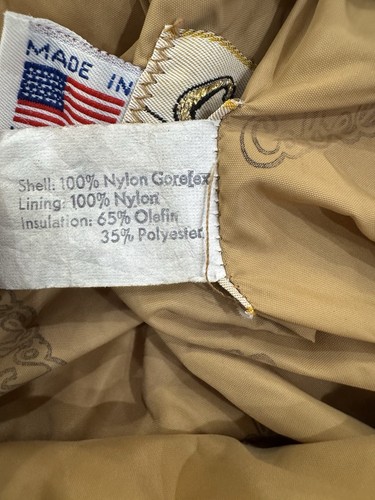 MADE IN
Shell: 100% Nylon Goretex
Lining: 100% Nylon
Insulation: 65% Olefin
35% Polyester